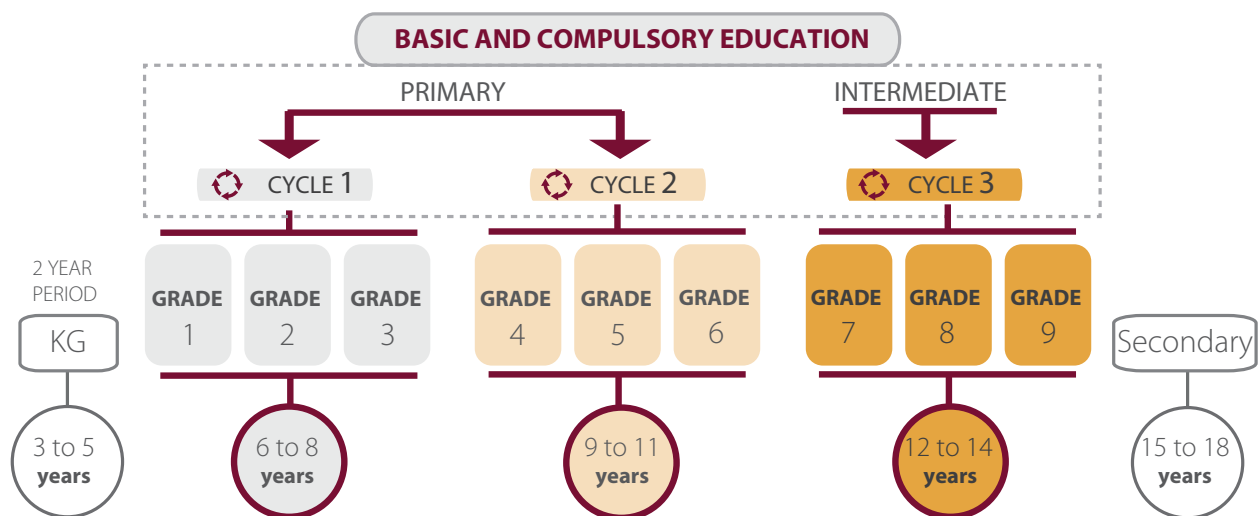 BASIC AND COMPULSORY EDUCATION
PRIMARY
INTERMEDIATE
CYCLE 1
CYCLE 2
CYCLE 3
2 YEAR
PERIOD
KG
GRADE
1
GRADE
2
GRADE
3
GRADE
4
GRADE
5
GRADE
6
GRADE
7
GRADE
8
GRADE
9
Secondary
3 to 5
years
6 to 8
years
9 to 11
years
12 to 14
years
15 to 18
years